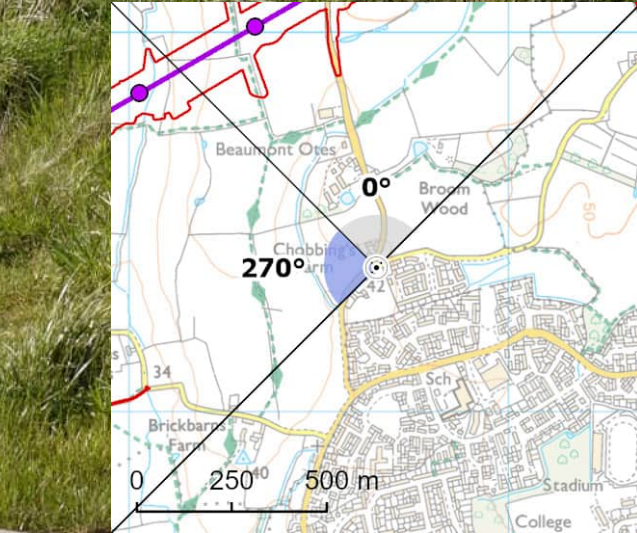 Beaumont Otes
0°
Broom
Wood
50
Chobbing's
Farm
270°
42
s
34
Sch
Brickbarns
Farm
40
0 250 500 m
Stadium
College